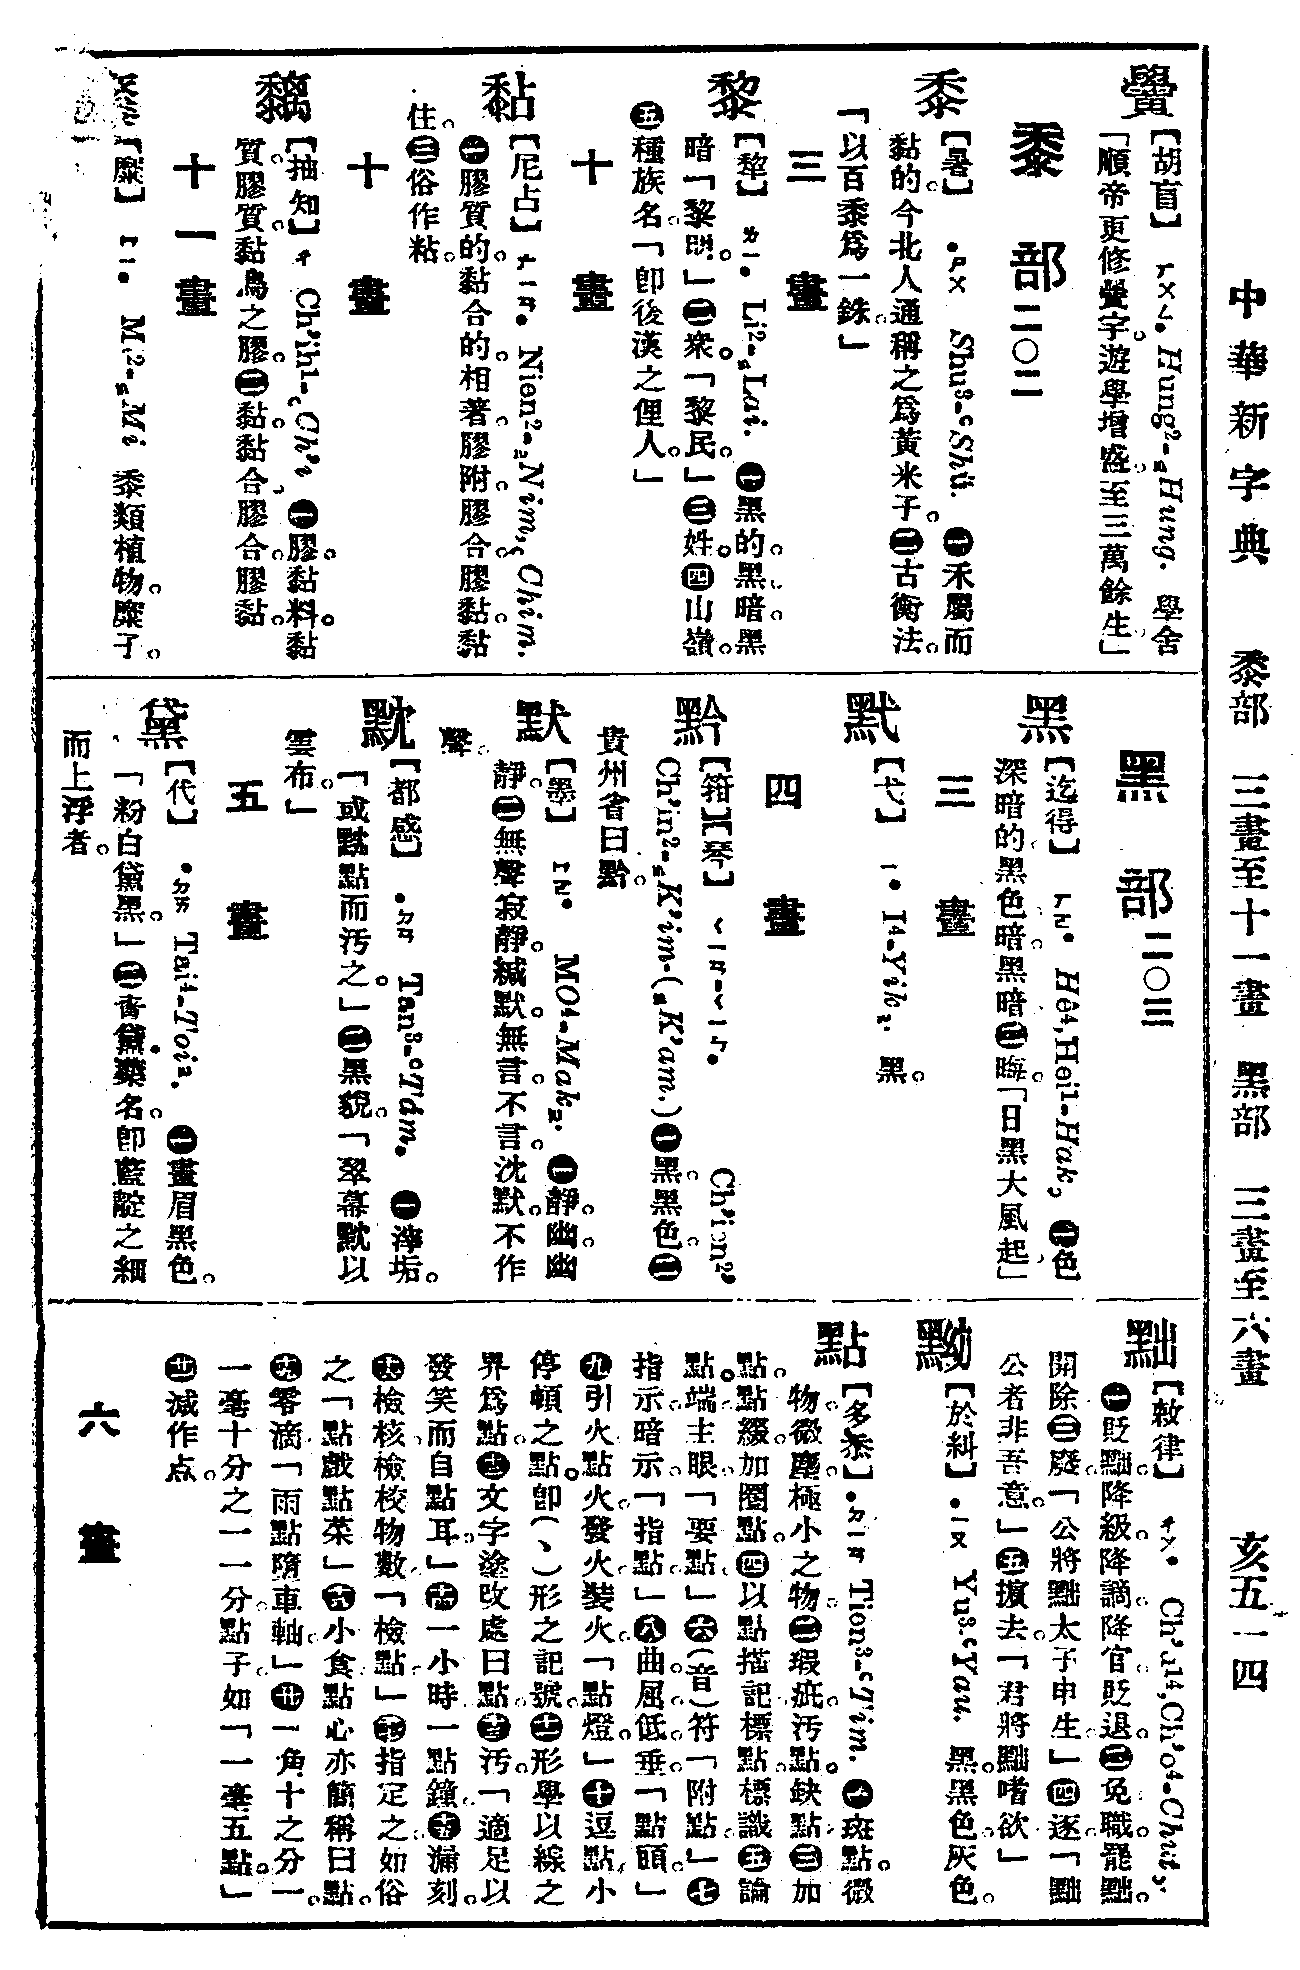 中華新字典 黍部 三畫至十一畫 黑部 三畫至六畫 亥五一四
黌
【胡盲】 ㄏㄨㄥ• Hung²-₌Hung. 學舍
「順帝更修黌字。遊學增盛。至三萬餘生」
黍 部 二〇二
黍
【暑】 •ㄕㄨ Shu³-ᶜShü. ㊀禾屬而
黏的。今北人通稱之爲黃米子。㊁古衡法。
「以百黍爲一銖。」
三 畫
黎
【犂】 ㄌㄧ• Li²-₌Lai. ㊀黑的。黑暗。黑
暗「黎明。」㊁衆。「黎民。」㊂姓。㊃山嶺。
㊄種族名。「卽後漢之俚人。」
十 畫
黏
【尼占】 ㄋㄧㄢ• Nien²-₌Nim, ᶜChim.
㊀膠質的。黏合的。相著。膠附。膠合。膠黏。黏
住。㊁俗作粘。
十 畫
黐
【抽知】 ㄔ Ch'ih¹-ᶜCh'i ㊀膠。黏料。黏
質。膠質。黏鳥之膠。㊁黏。黏合。膠合。膠黏。
十一畫
【糜】 ㄇㄧ• Mi²-₌Mi 黍類植物。糜子。
黑 部 二〇三
黑
【迄得】 ㄏㄟ• Hê⁴, Hei¹-Hak, ㊀色
深暗的。黑色。暗。黑暗。㊁晦。「日黑大風起」
三 畫
黓
【弋】 ㄧ• I⁴-Yik₂. 黑。
四 畫
黔
【箝】【琴】 ㄑㄧㄢ-ㄑㄧㄣ• Ch'ien²,
Ch'in²-₌K'im-(₌K'am.) ㊀黑。黑色。㊁
貴州省曰黔。
默
【墨】 ㄇㄟ• MO⁴-Mak₂. ㊀靜。幽。幽
靜。㊁無聲。寂靜。緘默。無言。不言。沈默。不作
聲。
黕
【都感】 •ㄉㄢ Tan³-ᶜTám. ㊀滓垢。
「或黕點而汚之。」㊁黑貌。「翠幕黕以
雲布。」
五 畫
黛
【代】 •ㄉㄞ Tai⁴-Toi². ㊀畫眉黑色。
「粉白黛黑。」㊁靑黛。藥名。卽藍靛之細
而上浮者。
黜
【敕律】 ㄔㄨ• Ch'u⁴, Ch'o⁴-Chut,.
㊀貶黜。降級。降謫。降官。貶退。㊁免職。罷黜。
開除。㊂廢。「公將黜太子申生。」㊃逐。「黜
公者非吾意。」㊄擯去。「君將黜嗜欲。」
黝
【於糾】 •ㄧㄡ Yu³-ᶜYau. 黑。黑色。灰色。
點
【多忝】 •ㄉㄧㄢ Tien³-ᶜTim. ㊀斑點。微
物。微塵。極小之物。㊁瑕疵。汚點。缺點。㊂加
點。點綴。加圈點。㊃以點描記。標點。標識。㊄論
點。端。主眼。「要點」㊅（音）符。「附點。」㊆
指示。暗示。「指點。」㊇曲。屈。低垂。「點頭。」
㊈引火。點火。發火。裝火。「點燈。」㊉逗點。小
停頓之點。卽（、）形之記號。⑪形學以線之
界爲點。⑫文字塗改處曰點。⑬汚。「適足以
發笑而自點耳。」⑭一小時。一點鐘。⑮漏刻。
⑯檢核。檢校物數。「檢點。」⑰指定之。如俗
之「點戲點菜」⑱小食。點心。亦簡稱曰點。
⑲零滴。「雨點墮車軸。」⑳一角十之分一。
一毫十分之一。一分。點子。如「一毫五點。」
㉑減作点。
六 畫